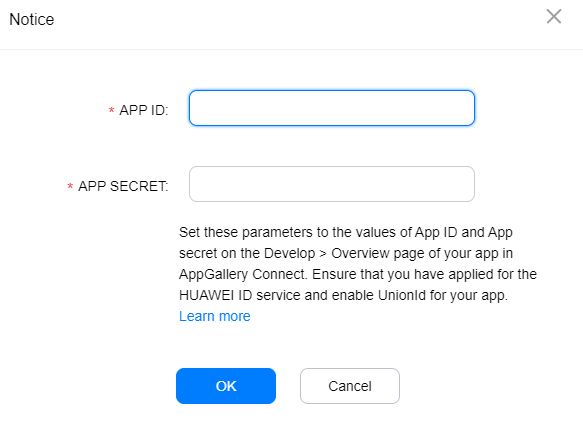 Notice
* APP ID:
* APP SECRET:
Set these parameters to the values of App ID and App
secret on the Develop > Overview page of your app in
AppGallery Connect. Ensure that you have applied for the
HUAWEI ID service and enable UnionId for your app.
Learn more
OK Cancel